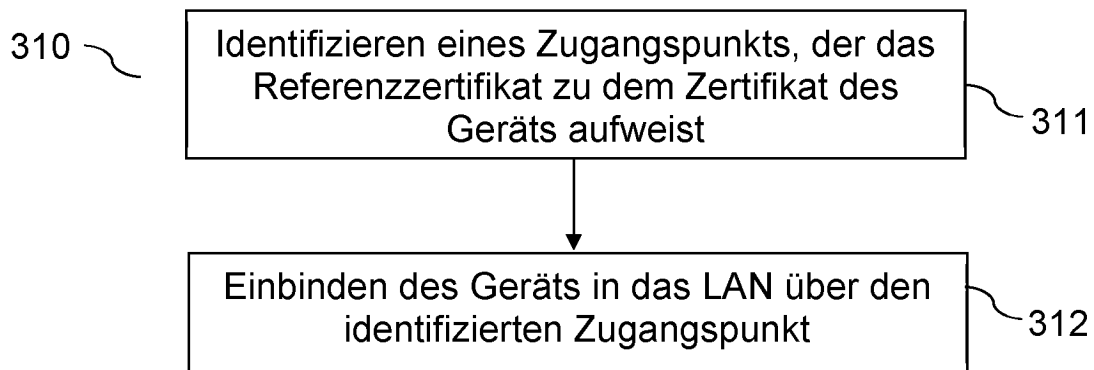 310
Identifizieren eines Zugangspunkts, der das
Referenzzertifikat zu dem Zertifikat des
Geräts aufweist
311
Einbinden des Geräts in das LAN über den
identifizierten Zugangspunkt
312